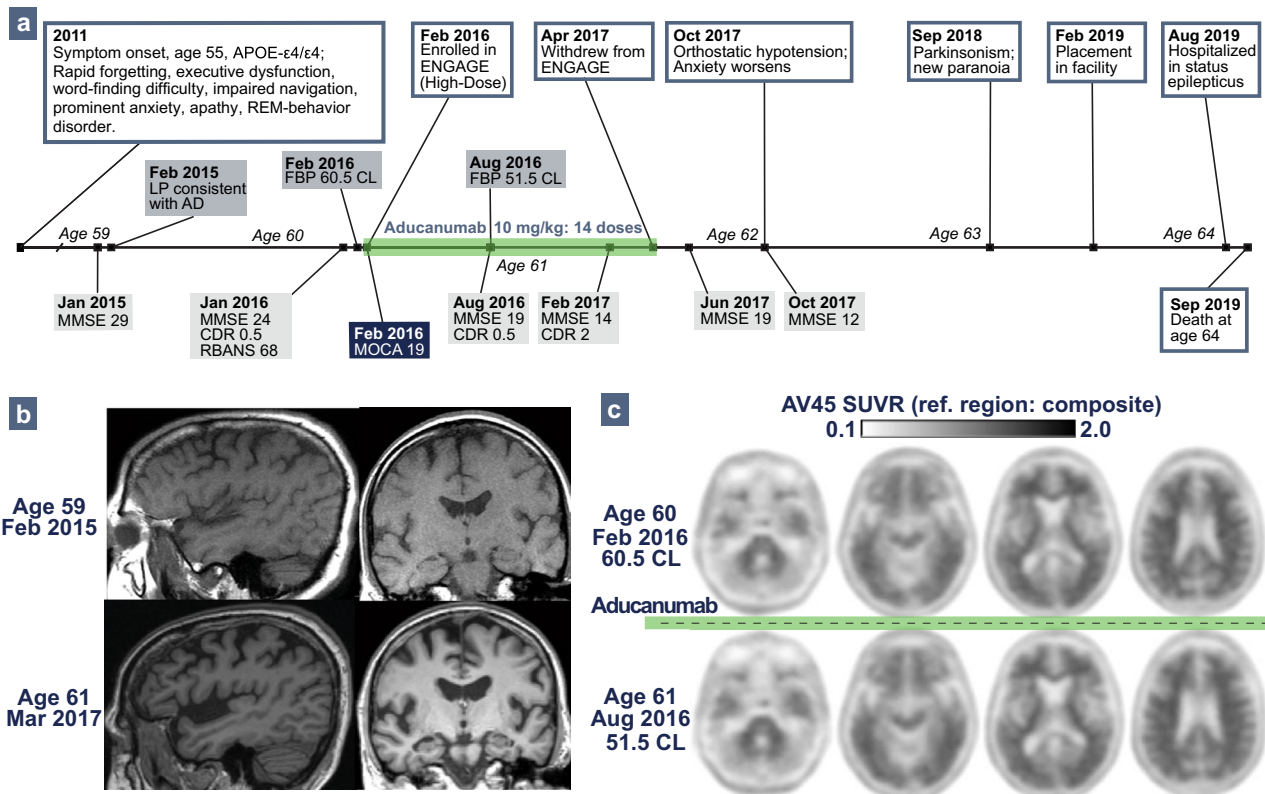 a
2011
Symptom onset, age 55, APOE-ε4/ε4;
Rapid forgetting, executive dysfunction,
word-finding difficulty, impaired navigation,
prominent anxiety, apathy, REM-behavior
disorder.
Feb 2016
Enrolled in
ENGAGE
(High-Dose)
Apr 2017
Withdrew from
ENGAGE
Oct 2017
Orthostatic hypotension;
Anxiety worsens
Sep 2018
Parkinsonism;
new paranoia
Feb 2019
Placement
in facility
Aug 2019
Hospitalized
in status
epilepticus
Feb 2015
LP consistent
with AD
Feb 2016
FBP 60.5 CL
Aug 2016
FBP 51.5 CL
Age 59
Age 60
Aducanumab 10 mg/kg: 14 doses
Age 61
Age 62
Age 63
Age 64
Jan 2015
MMSE 29
Jan 2016
MMSE 24
CDR 0.5
RBANS 68
Feb 2016
MOCA 19
Aug 2016
MMSE 19
CDR 0.5
Feb 2017
MMSE 14
CDR 2
Jun 2017
MMSE 19
Oct 2017
MMSE 12
Sep 2019
Death at
age 64
b
Age 59
Feb 2015
Age 61
Mar 2017
c
AV45 SUVR (ref. region: composite)
0.1 2.0
Age 60
Feb 2016
60.5 CL
Aducanumab
Age 61
Aug 2016
51.5 CL